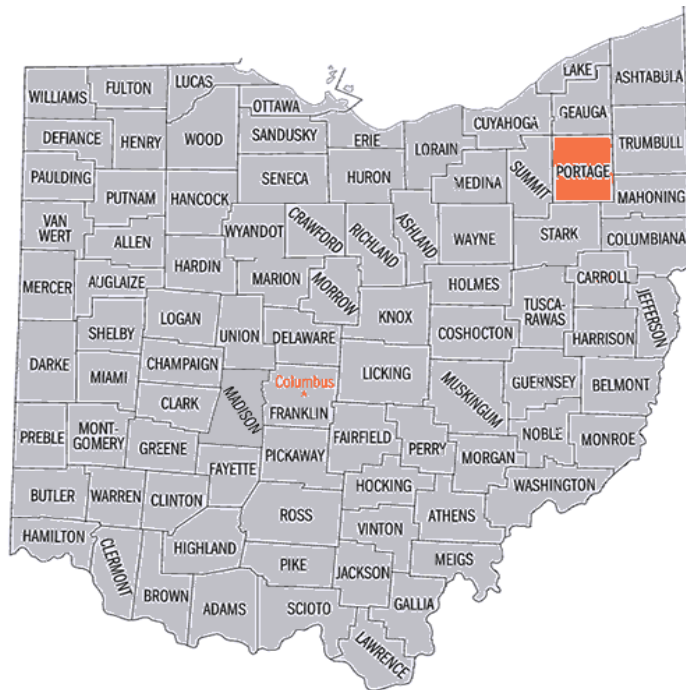 LAKE
ASHTABULA
LUCAS
FULTON
WILLIAMS
OTTAWA
GEAUGA
CUYAHOGA
DEFIANCE
HENRY
WOOD
SANDUSKY
ERIE
LORAIN
TRUMBULL
PAULDING
SENECA
HURON
MEDINA
SUMMIT
PORTAGE
PUTNAM
HANCOCK
MAHONING
VAN
WERT
ALLEN
WYANDOT
CRAWFORD
RICHLAND
ASHLAND
WAYNE
STARK
COLUMBIANA
MERCER
AUGLAIZE
HARDIN
MARION
MORROW
HOLMES
CARROLL
JEFFERSON
LOGAN
UNION
KNOX
TUSCA-
RAWAS
SHELBY
DELAWARE
COSHOCTON
HARRISON
DARKE
MIAMI
CHAMPAIGN
LICKING
MUSKINGUM
GUERNSEY
BELMONT
Columbus
CLARK
MADISON
FRANKLIN
PREBLE
MONT-
GOMERY
GREENE
FAIRFIELD
PERRY
NOBLE
MONROE
FAYETTE
PICKAWAY
MORGAN
WASHINGTON
BUTLER
WARREN
CLINTON
HOCKING
ROSS
ATHENS
HAMILTON
VINTON
HIGHLAND
CLERMONT
PIKE
JACKSON
MEIGS
BROWN
ADAMS
SCIOTO
GALLIA
LAWRENCE